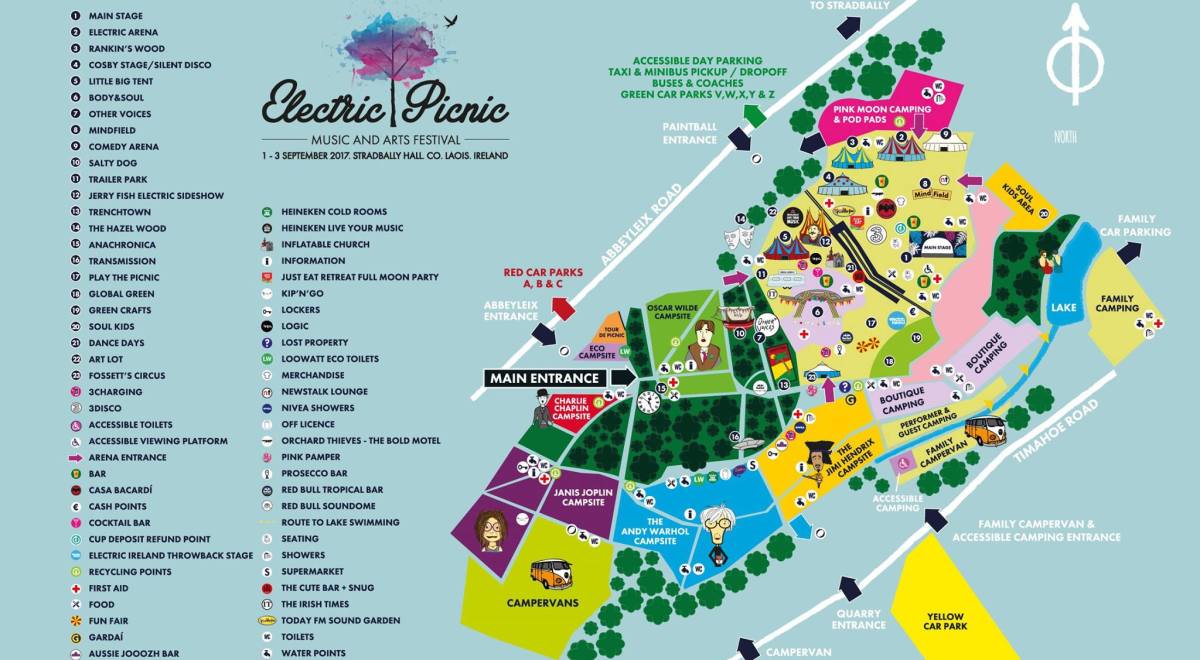 1 MAIN STAGE
2 ELECTRIC ARENA
3 RANKIN'S WOOD
4 COSBY STAGE/SILENT DISCO
5 LITTLE BIG TENT
6 BODY&SOUL
7 OTHER VOICES
8 MINDFIELD
9 COMEDY ARENA
10 SALTY DOG
11 TRAILER PARK
12 JERRY FISH ELECTRIC SIDESHOW
13 TRENCHTOWN
14 THE HAZEL WOOD
15 ANACHRONICA
16 TRANSMISSION
17 PLAY THE PICNIC
18 GLOBAL GREEN
19 GREEN CRAFTS
20 SOUL KIDS
21 DANCE DAYS
22 ART LOT
23 FOSSETT'S CIRCUS
3CHARGING
3DISCO
ACCESSIBLE TOILETS
ACCESSIBLE VIEWING PLATFORM
ARENA ENTRANCE
BAR
CASA BACARDÍ
€ CASH POINTS
COCKTAIL BAR
CUP DEPOSIT REFUND POINT
ELECTRIC IRELAND THROWBACK STAGE
RECYCLING POINTS
FIRST AID
FOOD
FUN FAIR
G GARDAÍ
AUSSIE JOOOZH BAR
Electric Picnic
MUSIC AND ARTS FESTIVAL
1 - 3 SEPTEMBER 2017. STRADBALLY HALL. CO. LAOIS. IRELAND
HEINEKEN COLD ROOMS
HEINEKEN LIVE YOUR MUSIC
INFLATABLE CHURCH
i INFORMATION
JUST EAT RETREAT FULL MOON PARTY
KIP'N'GO
LOCKERS
LOGIC
? LOST PROPERTY
LW LOOWATT ECO TOILETS
MERCHANDISE
NEWSTALK LOUNGE
NIVEA SHOWERS
OFF LICENCE
ORCHARD THIEVES - THE BOLD MOTEL
PINK PAMPER
PROSECCO BAR
RED BULL TROPICAL BAR
RED BULL SOUNDOME
ROUTE TO LAKE SWIMMING
SEATING
SHOWERS
S SUPERMARKET
THE CUTE BAR + SNUG
IT THE IRISH TIMES
TODAY FM SOUND GARDEN
WC TOILETS
WATER POINTS
TO STRADBALLY
ACCESSIBLE DAY PARKING
TAXI & MINIBUS PICKUP / DROPOFF
BUSES & COACHES
GREEN CAR PARKS V,W,X,Y & Z
PAINTBALL
ENTRANCE
ABBEYLEIX ROAD
RED CAR PARKS
A, B & C
ABBEYLEIX
ENTRANCE
MAIN ENTRANCE
NORTH
PINK MOON CAMPING
& POD PADS
Mind Field
MAIN STAGE
SOUL
KIDS AREA
FAMILY
CAR PARKING
LAKE
FAMILY
CAMPING
BOUTIQUE
CAMPING
BOUTIQUE
CAMPING
PERFORMER &
GUEST CAMPING
FAMILY
CAMPERVAN
ACCESSIBLE
CAMPING
TIMAHOE ROAD
OSCAR WILDE
CAMPSITE
TOUR
DE PICNIC
ECO
CAMPSITE
CHARLIE
CHAPLIN
CAMPSITE
THE
JIMI HENDRIX
CAMPSITE
JANIS JOPLIN
CAMPSITE
THE
ANDY WARHOL
CAMPSITE
CAMPERVANS
FAMILY CAMPERVAN &
ACCESSIBLE CAMPING ENTRANCE
QUARRY
ENTRANCE
YELLOW
CAR PARK
CAMPERVAN